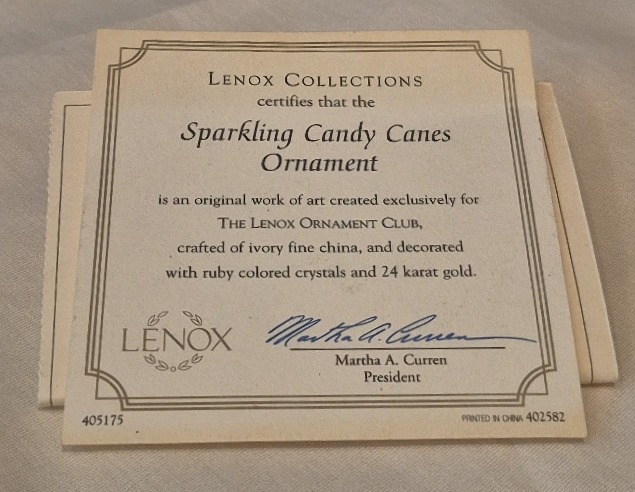 LENOX COLLECTIONS
certifies that the
Sparkling Candy Canes
Ornament
is an original work of art created exclusively for
THE LENOX ORNAMENT CLUB,
crafted of ivory fine china, and decorated
with ruby colored crystals and 24 karat gold.
LENOX
Martha A. Curren
Martha A. Curren
President
405175
PRINTED IN CHINA 402582